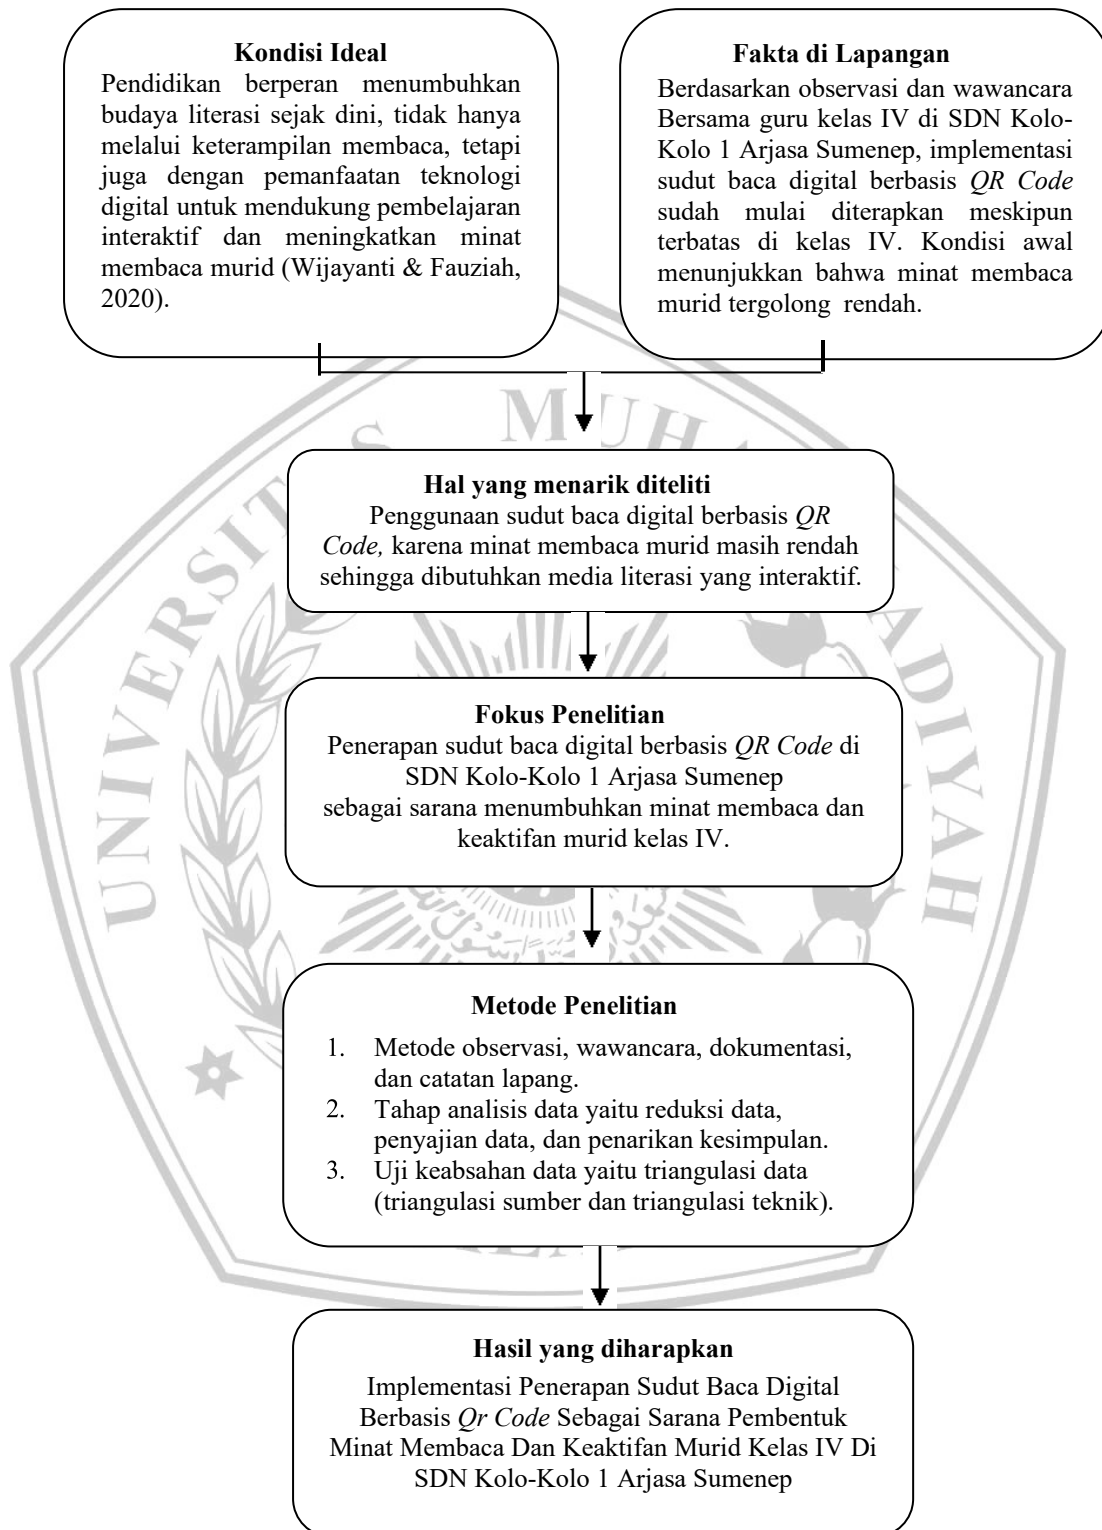 Kondisi Ideal
Pendidikan berperan menumbuhkan
budaya literasi sejak dini, tidak hanya
melalui keterampilan membaca, tetapi
juga dengan pemanfaatan teknologi
digital untuk mendukung pembelajaran
interaktif dan meningkatkan minat
membaca murid (Wijayanti & Fauziah,
2020).
Fakta di Lapangan
Berdasarkan observasi dan wawancara
Bersama guru kelas IV di SDN Kolo-
Kolo 1 Arjasa Sumenep, implementasi
sudut baca digital berbasis QR Code
sudah mulai diterapkan meskipun
terbatas di kelas IV. Kondisi awal
menunjukkan bahwa minat membaca
murid tergolong rendah.
Hal yang menarik diteliti
Penggunaan sudut baca digital berbasis QR
Code, karena minat membaca murid masih rendah
sehingga dibutuhkan media literasi yang interaktif.
Fokus Penelitian
Penerapan sudut baca digital berbasis QR Code di
SDN Kolo-Kolo 1 Arjasa Sumenep
sebagai sarana menumbuhkan minat membaca dan
keaktifan murid kelas IV.
Metode Penelitian
1. Metode observasi, wawancara, dokumentasi,
dan catatan lapang.
2. Tahap analisis data yaitu reduksi data,
penyajian data, dan penarikan kesimpulan.
3. Uji keabsahan data yaitu triangulasi data
(triangulasi sumber dan triangulasi teknik).
Hasil yang diharapkan
Implementasi Penerapan Sudut Baca Digital
Berbasis Qr Code Sebagai Sarana Pembentuk
Minat Membaca Dan Keaktifan Murid Kelas IV Di
SDN Kolo-Kolo 1 Arjasa Sumenep
UNIVERSITAS MUHA ADIYAH